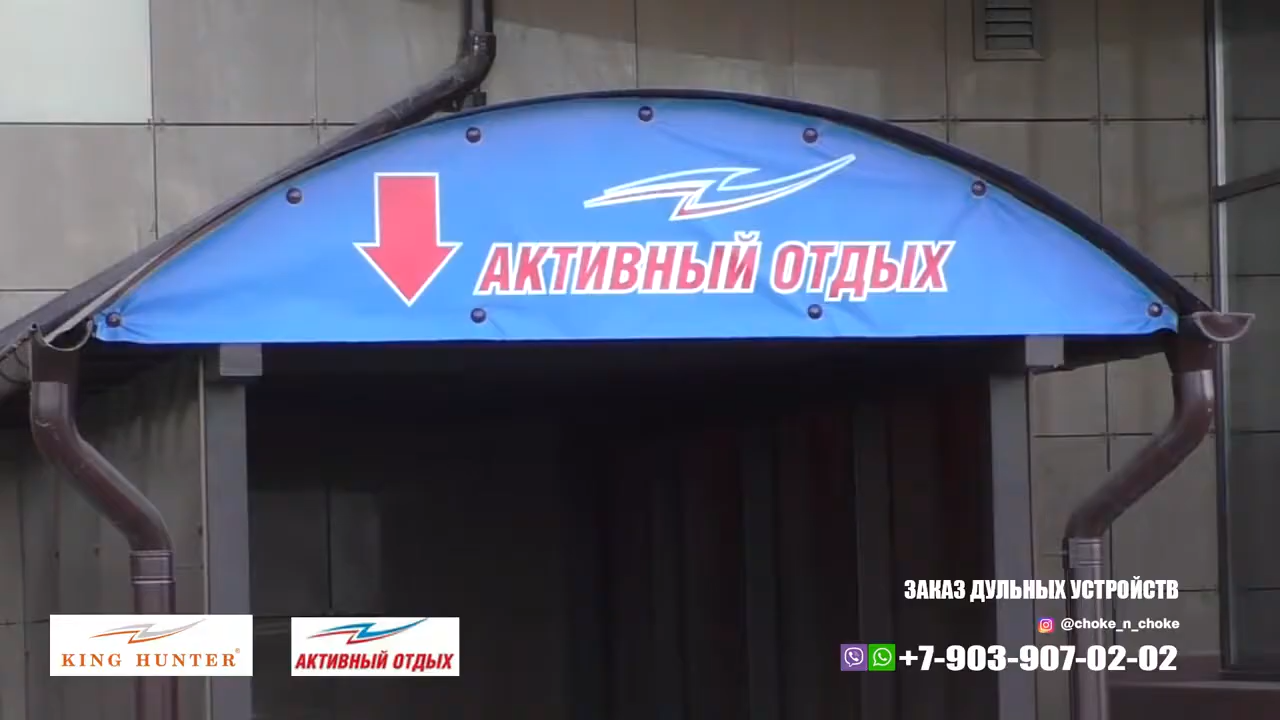 АКТИВНЫЙ ОТДЫХ
ЗАКАЗ ДУЛЬНЫХ УСТРОЙСТВ
@choke_n_choke
+7-903-907-02-02
KING HUNTER®
АКТИВНЫЙ ОТДЫХ